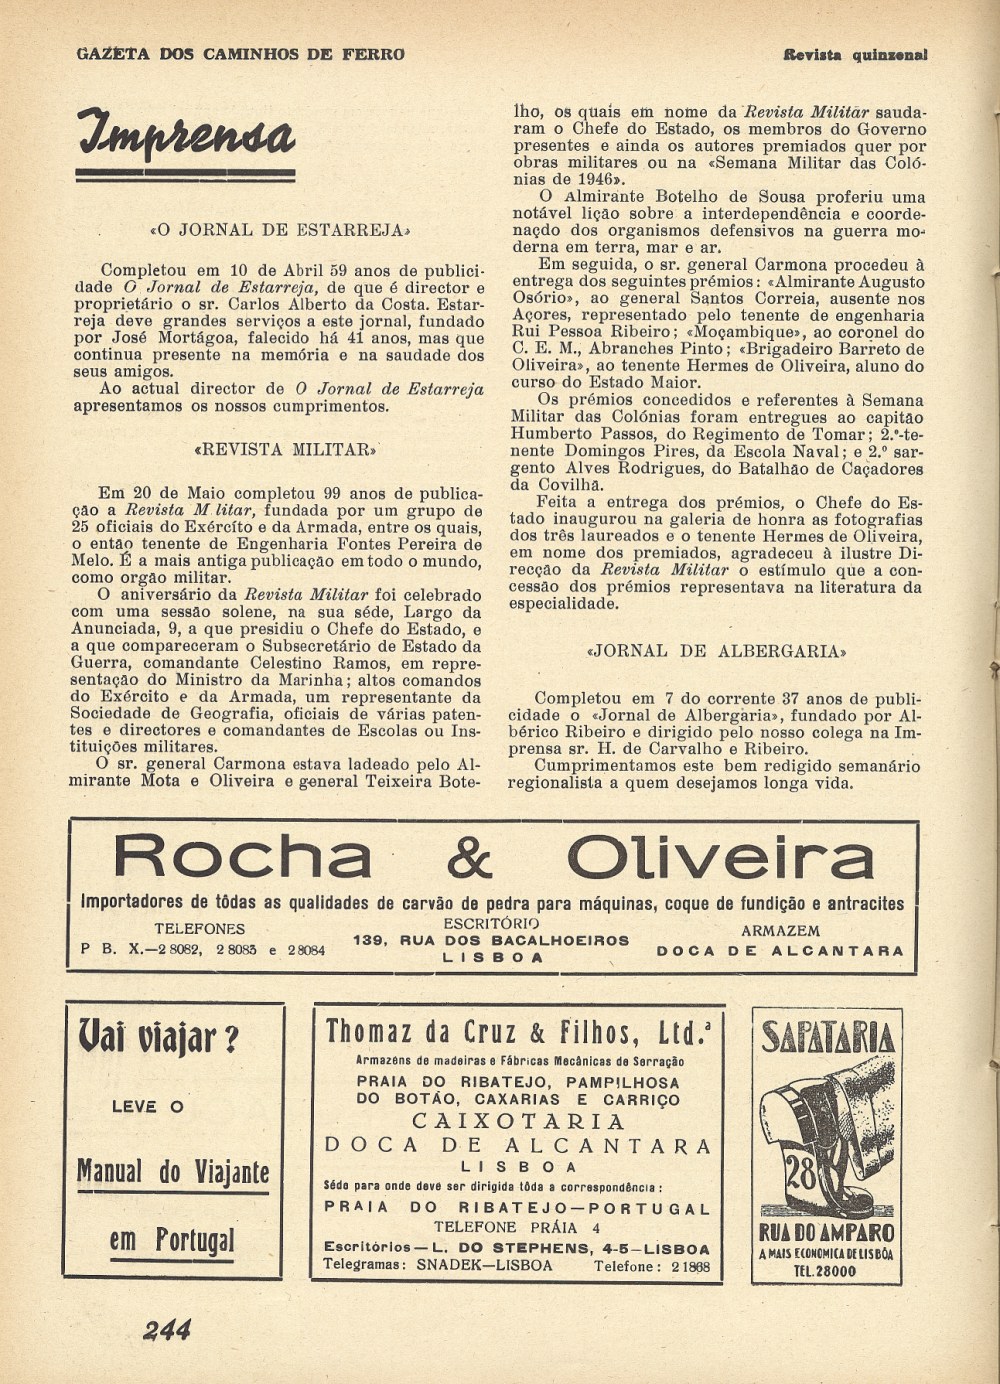 GAZETA DOS CAMINHOS DE FERRO
Revista quinzenal
Imprensa
«O JORNAL DE ESTARREJA»
Completou em 10 de Abril 59 anos de publici-
dade O Jornal de Estarreja, de que é director e
proprietário o sr. Carlos Alberto da Costa. Estar-
reja deve grandes serviços a este jornal, fundado
por José Mortágoa, falecido há 41 anos, mas que
continua presente na memória e na saudade dos
seus amigos.
Ao actual director de O Jornal de Estarreja
apresentamos os nossos cumprimentos.
«REVISTA MILITAR»
Em 20 de Maio completou 99 anos de publica-
ção a Revista M litar, fundada por um grupo de
25 oficiais do Exército e da Armada, entre os quais,
o então tenente de Engenharia Fontes Pereira de
Melo. É a mais antiga publicação em todo o mundo,
como orgão militar.
O aniversário da Revista Militar foi celebrado
com uma sessão solene, na sua séde, Largo da
Anunciada, 9, a que presidiu o Chefe do Estado, e
a que compareceram o Subsecretário de Estado da
Guerra, comandante Celestino Ramos, em repre-
sentação do Ministro da Marinha; altos comandos
do Exército e da Armada, um representante da
Sociedade de Geografia, oficiais de várias paten-
tes e directores e comandantes de Escolas ou Ins-
tituições militares.
O sr. general Carmona estava ladeado pelo Al-
mirante Mota e Oliveira e general Teixeira Bote-
lho, os quais em nome da Revista Militar sauda-
ram o Chefe do Estado, os membros do Governo
presentes e ainda os autores premiados quer por
obras militares ou na «Semana Militar das Coló-
nias de 1946».
O Almirante Botelho de Sousa proferiu uma
notável lição sobre a interdependência e coorde-
nação dos organismos defensivos na guerra mo-
derna em terra, mar e ar.
Em seguida, o sr. general Carmona procedeu à
entrega dos seguintes prémios: «Almirante Augusto
Osório», ao general Santos Correia, ausente nos
Açores, representado pelo tenente de engenharia
Rui Pessoa Ribeiro; «Moçambique», ao coronel do
C. E. M., Abranches Pinto; «Brigadeiro Barreto de
Oliveira», ao tenente Hermes de Oliveira, aluno do
curso do Estado Maior.
Os prémios concedidos e referentes à Semana
Militar das Colónias foram entregues ao capitão
Humberto Passos, do Regimento de Tomar; 2.º-te-
nente Domingos Pires, da Escola Naval; e 2.º sar-
gento Alves Rodrigues, do Batalhão de Caçadores
da Covilhã.
Feita a entrega dos prémios, o Chefe do Es-
tado inaugurou na galeria de honra as fotografias
dos três laureados e o tenente Hermes de Oliveira,
em nome dos premiados, agradeceu à ilustre Di-
recção da Revista Militar o estímulo que a con-
cessão dos prémios representava na literatura da
especialidade.
«JORNAL DE ALBERGARIA»
Completou em 7 do corrente 37 anos de publi-
cidade o «Jornal de Albergaria», fundado por Al-
bérico Ribeiro e dirigido pelo nosso colega na Im-
prensa sr. H. de Carvalho e Ribeiro.
Cumprimentamos este bem redigido semanário
regionalista a quem desejamos longa vida.
Rocha & Oliveira
Importadores de tôdas as qualidades de carvão de pedra para máquinas, coque de fundição e antracites
TELEFONES
P B. X.—2 8082, 2 8083 e 2 8084
ESCRITÓRIO
139, RUA DOS BACALHOEIROS
LISBOA
ARMAZEM
DOCA DE ALCANTARA
Vai viajar?
LEVE O
Manual do Viajante
em Portugal
Thomaz da Cruz & Filhos, Ltd.ª
Armazéns de madeiras e Fábricas Mecânicas de Serração
PRAIA DO RIBATEJO, PAMPILHOSA
DO BOTÃO, CAXARIAS E CARRIÇO
CAIXOTARIA
DOCA DE ALCANTARA
LISBOA
Séde para onde deve ser dirigida tôda a correspondência:
PRAIA DO RIBATEJO—PORTUGAL
TELEFONE PRÁIA 4
Escritórios—L. DO STEPHENS, 4-5—LISBOA
Telegramas: SNADEK—LISBOA Telefone: 2 1868
SAPATARIA
28
RUA DO AMPARO
A MAIS ECONOMICA DE LISBÔA
TEL. 28000
244